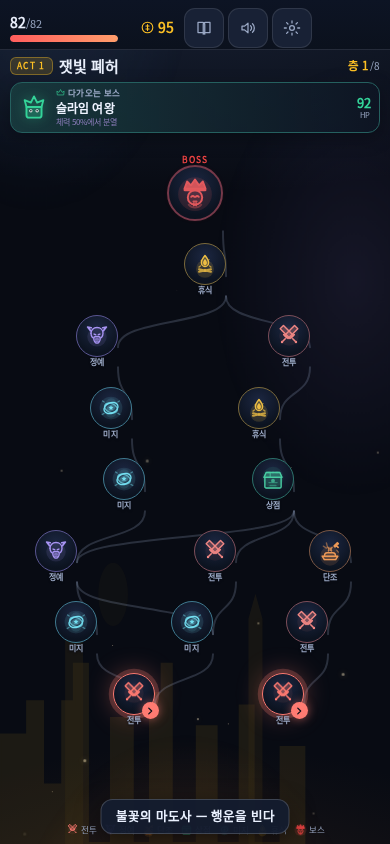 82/82
95
ACT 1 잿빛 폐허
층 1/8
다가오는 보스
슬라임 여왕
체력 50%에서 분열
92
HP
BOSS
휴식
정예
전투
미지
휴식
미지
상점
정예
전투
단조
미지
미지
전투
전투
전투
불꽃의 마도사 — 행운을 빈다
전투
보스